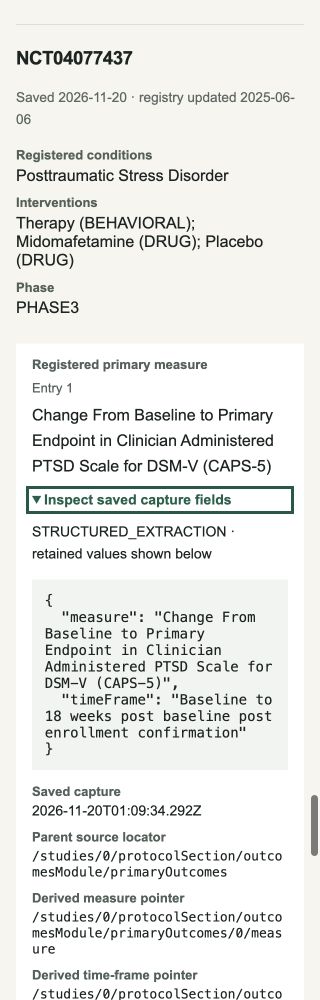 NCT04077437
Saved 2026-11-20 · registry updated 2025-06-
06
Registered conditions
Posttraumatic Stress Disorder
Interventions
Therapy (BEHAVIORAL);
Midomafetamine (DRUG); Placebo
(DRUG)
Phase
PHASE3
Registered primary measure
Entry 1
Change From Baseline to Primary
Endpoint in Clinician Administered
PTSD Scale for DSM-V (CAPS-5)
▼ Inspect saved capture fields
STRUCTURED_EXTRACTION ·
retained values shown below
{
  "measure": "Change From
Baseline to Primary
Endpoint in Clinician
Administered PTSD Scale for
DSM-V (CAPS-5)",
  "timeFrame": "Baseline to
18 weeks post baseline post
enrollment confirmation"
}
Saved capture
2026-11-20T01:09:34.292Z
Parent source locator
/studies/0/protocolSection/outco
mesModule/primaryOutcomes
Derived measure pointer
/studies/0/protocolSection/outco
mesModule/primaryOutcomes/0/meas
ure
Derived time-frame pointer
/studies/0/protocolSection/outco